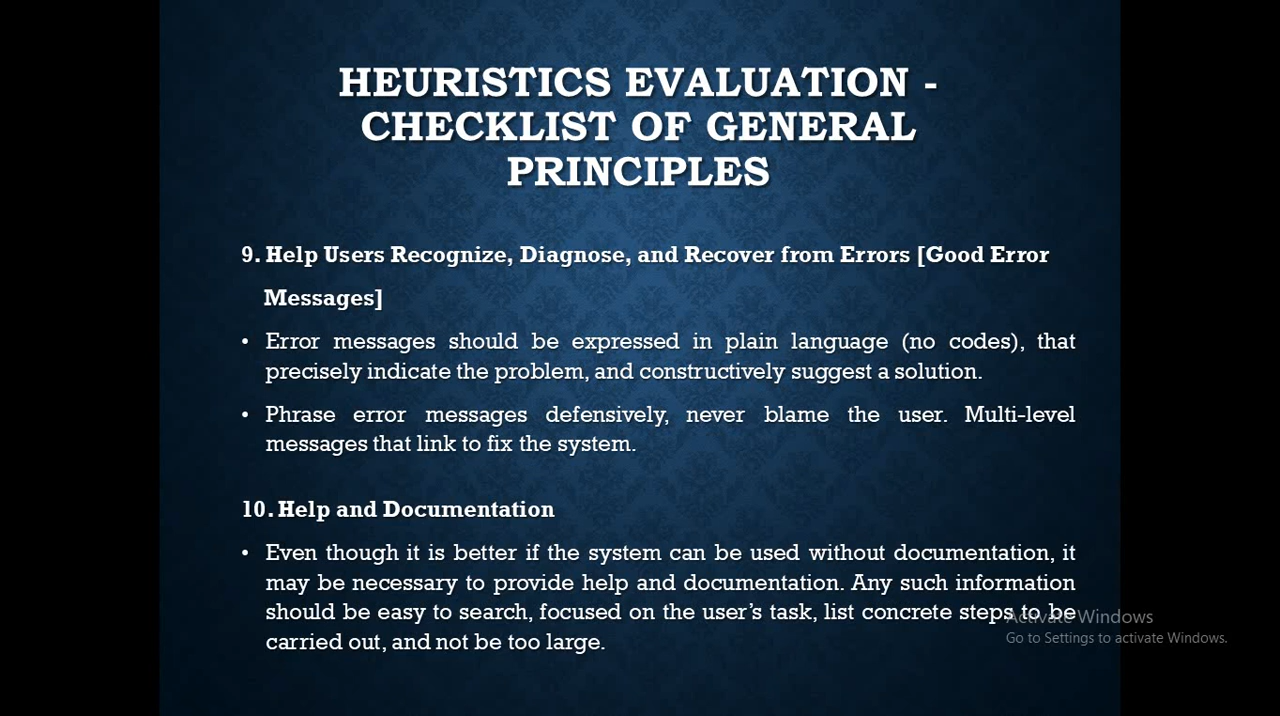 HEURISTICS EVALUATION -
CHECKLIST OF GENERAL
PRINCIPLES
9. Help Users Recognize, Diagnose, and Recover from Errors [Good Error
Messages]
• Error messages should be expressed in plain language (no codes), that
precisely indicate the problem, and constructively suggest a solution.
• Phrase error messages defensively, never blame the user. Multi-level
messages that link to fix the system.
10. Help and Documentation
• Even though it is better if the system can be used without documentation, it
may be necessary to provide help and documentation. Any such information
should be easy to search, focused on the user's task, list concrete steps to be
carried out, and not be too large.
Activate Windows
Go to Settings to activate Windows.